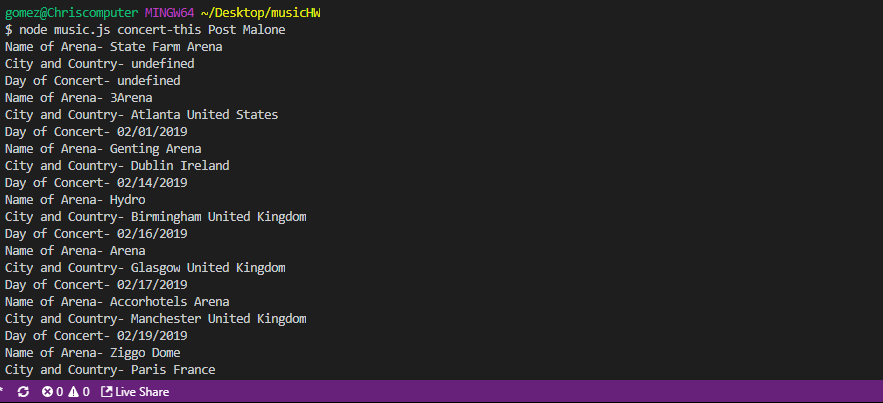 gomez@Chriscomputer MINGW64 ~/Desktop/musicHW
$ node music.js concert-this Post Malone
Name of Arena- State Farm Arena
City and Country- undefined
Day of Concert- undefined
Name of Arena- 3Arena
City and Country- Atlanta United States
Day of Concert- 02/01/2019
Name of Arena- Genting Arena
City and Country- Dublin Ireland
Day of Concert- 02/14/2019
Name of Arena- Hydro
City and Country- Birmingham United Kingdom
Day of Concert- 02/16/2019
Name of Arena- Arena
City and Country- Glasgow United Kingdom
Day of Concert- 02/17/2019
Name of Arena- Accorhotels Arena
City and Country- Manchester United Kingdom
Day of Concert- 02/19/2019
Name of Arena- Ziggo Dome
City and Country- Paris France
0 0 Live Share